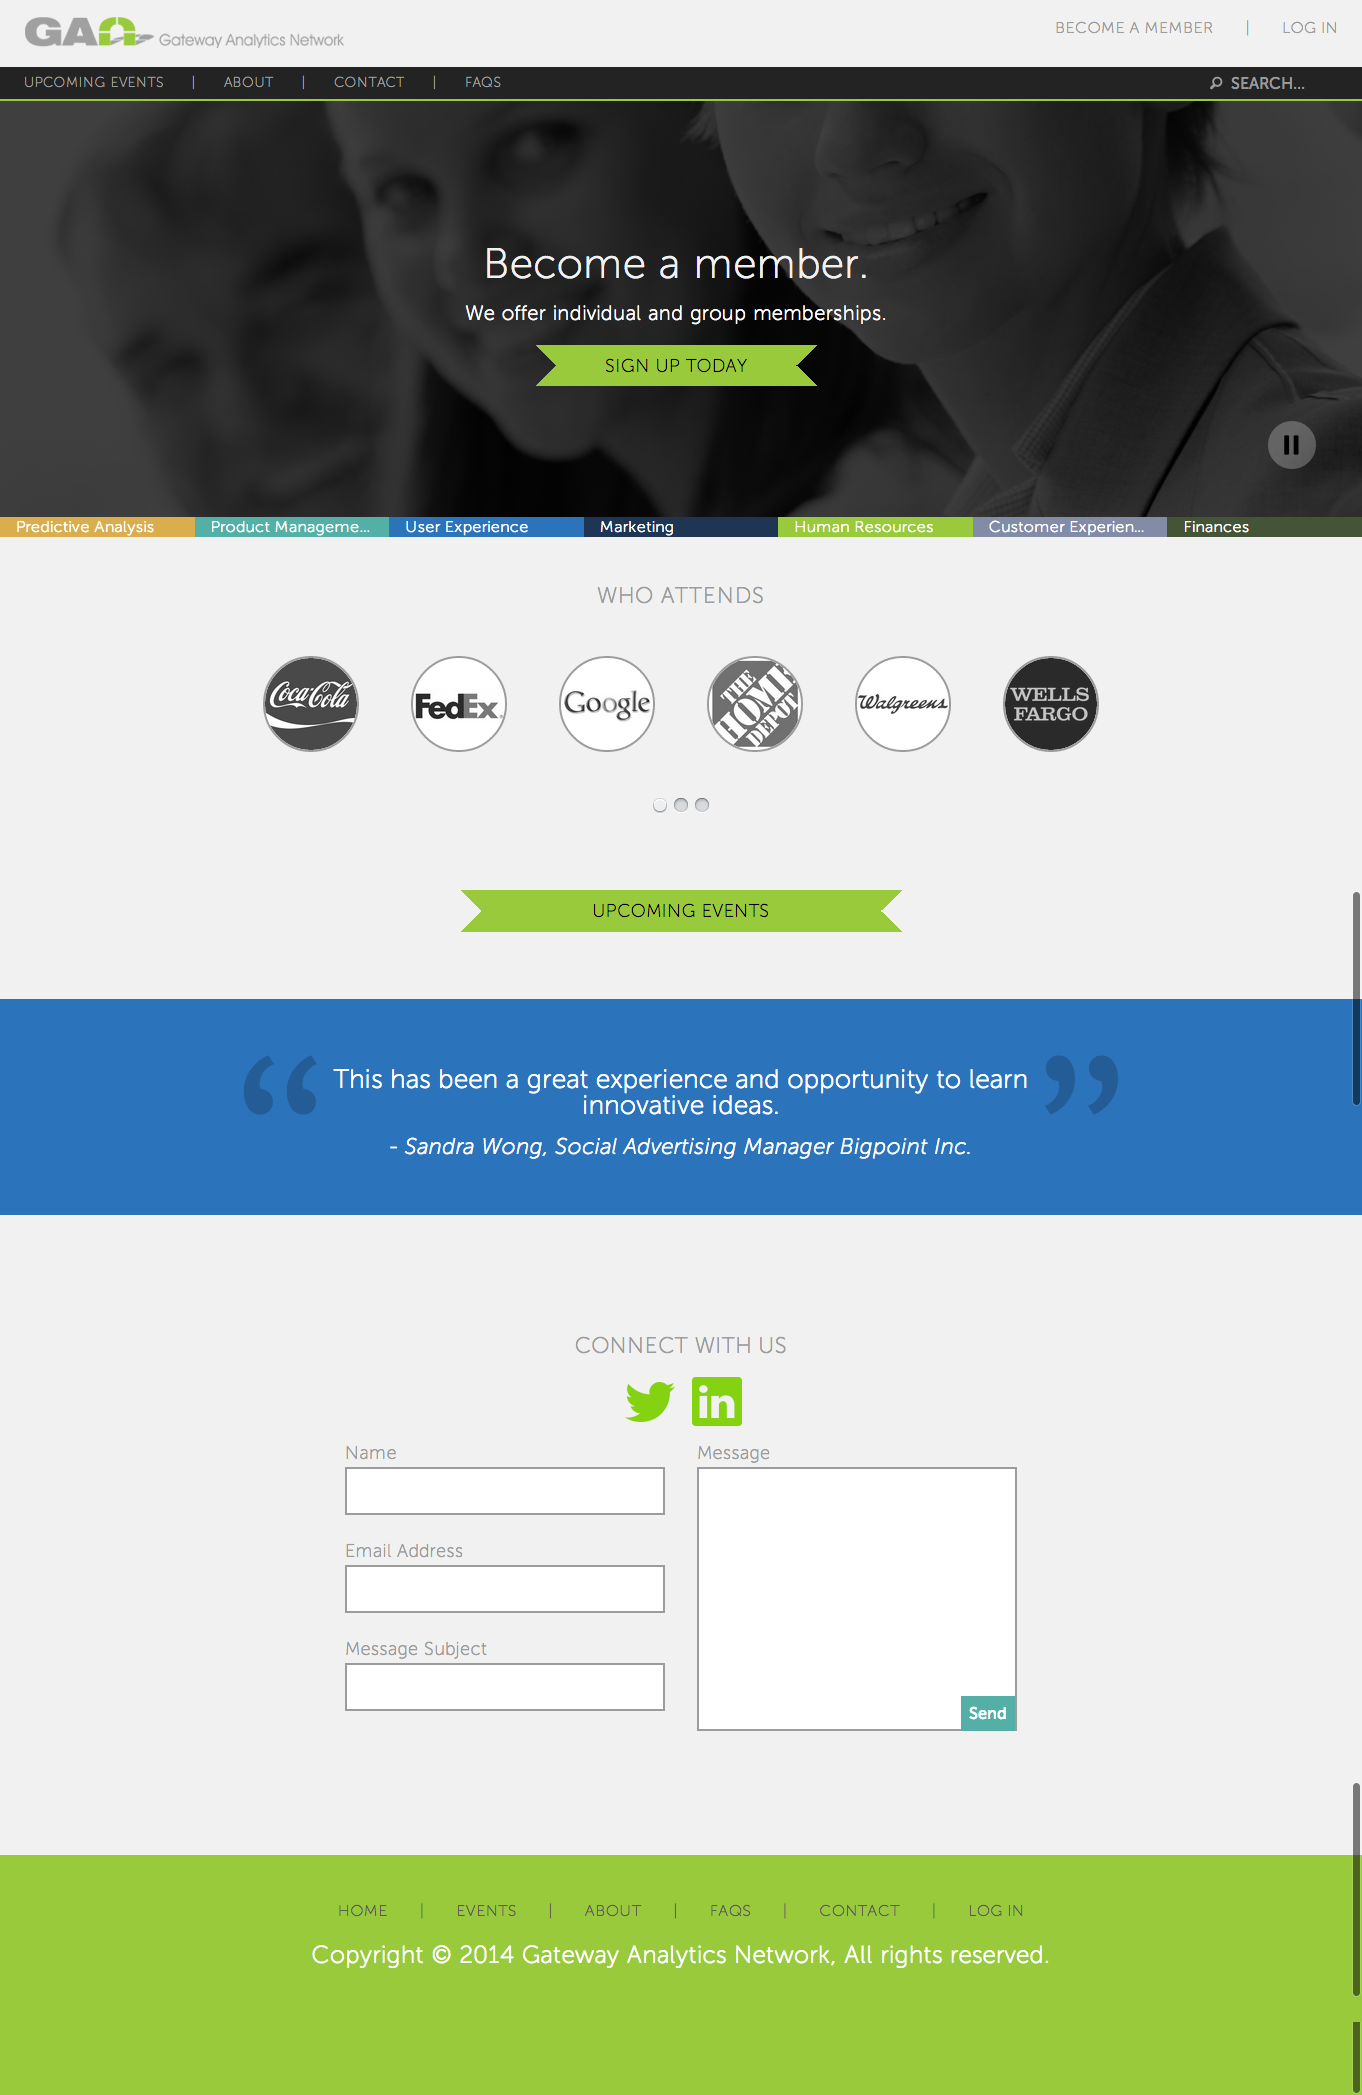 GAN Gateway Analytics Network
BECOME A MEMBER | LOG IN
UPCOMING EVENTS | ABOUT | CONTACT | FAQS
SEARCH...
Become a member.
We offer individual and group memberships.
SIGN UP TODAY
Predictive Analysis
Product Manageme...
User Experience
Marketing
Human Resources
Customer Experien...
Finances
WHO ATTENDS
Coca-Cola
FedEx
Google
THE HOME DEPOT
Walgreens
WELLS FARGO
UPCOMING EVENTS
“ This has been a great experience and opportunity to learn ”
innovative ideas.
- Sandra Wong, Social Advertising Manager Bigpoint Inc.
CONNECT WITH US
in
Name
Email Address
Message Subject
Message
Send
HOME | EVENTS | ABOUT | FAQS | CONTACT | LOG IN
Copyright © 2014 Gateway Analytics Network, All rights reserved.